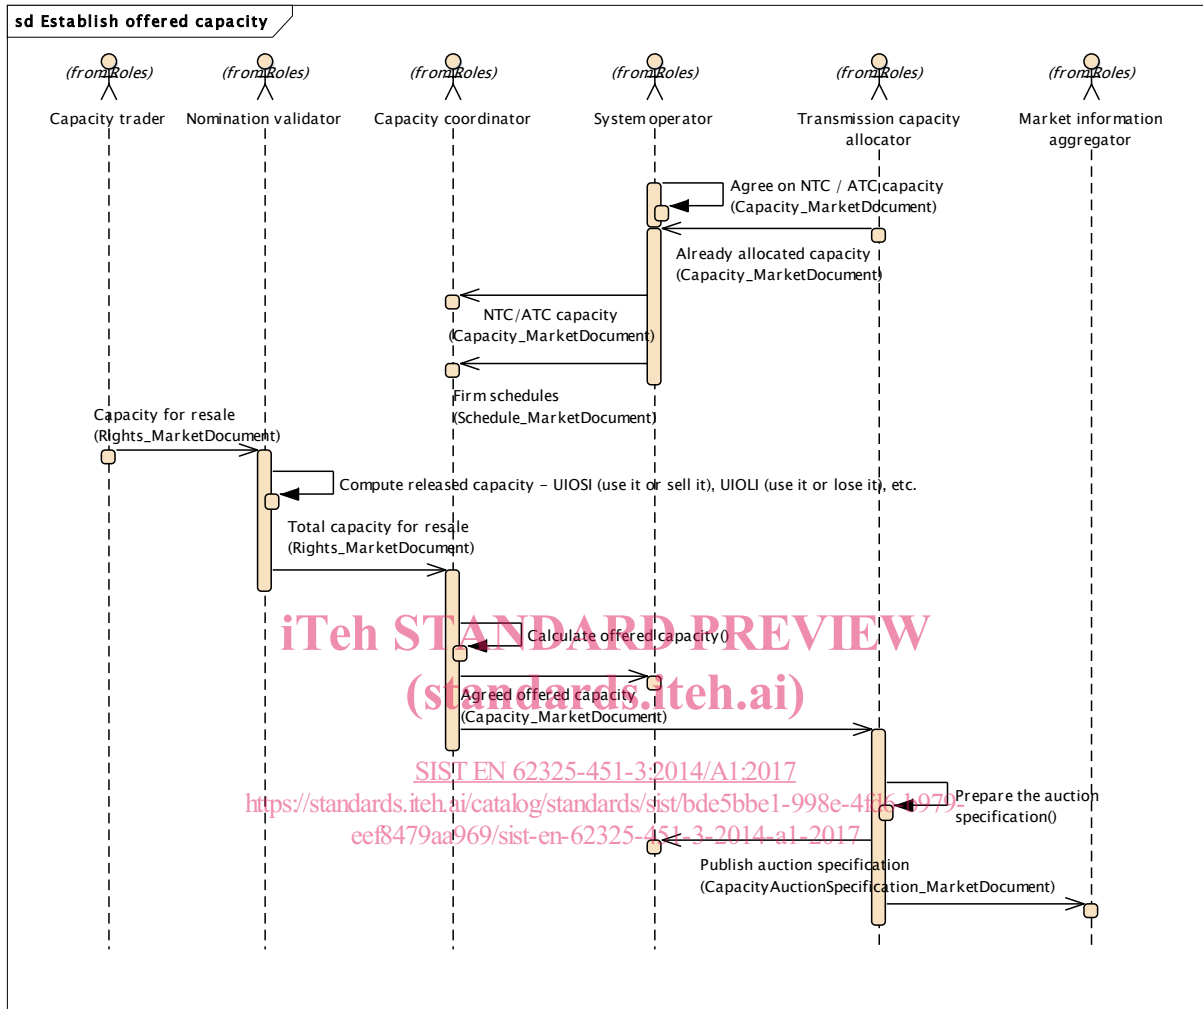 sd Establish offered capacity
(from Roles)
(from Roles)
(from Roles)
(from Roles)
(from Roles)
(from Roles)
Capacity trader
Nomination validator
Capacity coordinator
System operator
Transmission capacity
allocator
Market information
aggregator
Agree on NTC / ATC capacity
(Capacity_MarketDocument)
Already allocated capacity
(Capacity_MarketDocument)
NTC/ATC capacity
(Capacity_MarketDocument)
Firm schedules
(Schedule_MarketDocument)
Capacity for resale
(Rights_MarketDocument)
Compute released capacity - UIOSI (use it or sell it), UIOLI (use it or lose it), etc.
Total capacity for resale
(Rights_MarketDocument)
iTeh STANDARD PREVIEW
Calculate offered capacity()
(standards.iteh.ai)
Agreed offered capacity
(Capacity_MarketDocument)
SIST EN 62325-451-3:2014/A1:2017
https://standards.iteh.ai/catalog/standards/sist/bde5bbe1-998e-4fd6-b979-
eef8479aa969/sist-en-62325-451-3-2014-a1-2017
Prepare the auction
specification()
Publish auction specification
(CapacityAuctionSpecification_MarketDocument)